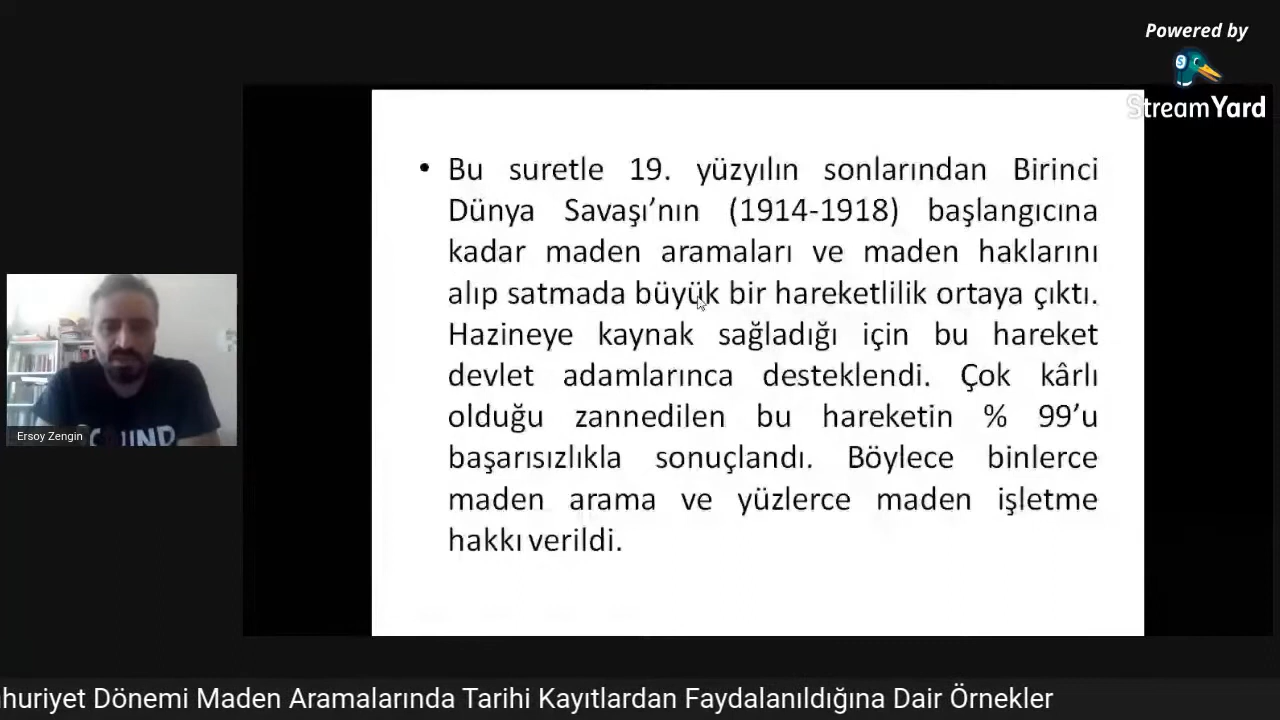 Powered by
StreamYard
• Bu suretle 19. yüzyılın sonlarından Birinci
Dünya Savaşı’nın (1914-1918) başlangıcına
kadar maden aramaları ve maden haklarını
alıp satmada büyük bir hareketlilik ortaya çıktı.
Hazineye kaynak sağladığı için bu hareket
devlet adamlarınca desteklendi. Çok kârlı
olduğu zannedilen bu hareketin % 99’u
başarısızlıkla sonuçlandı. Böylece binlerce
maden arama ve yüzlerce maden işletme
hakkı verildi.
Ersoy Zengin
huriyet Dönemi Maden Aramalarında Tarihi Kayıtlardan Faydalanıldığına Dair Örnekler